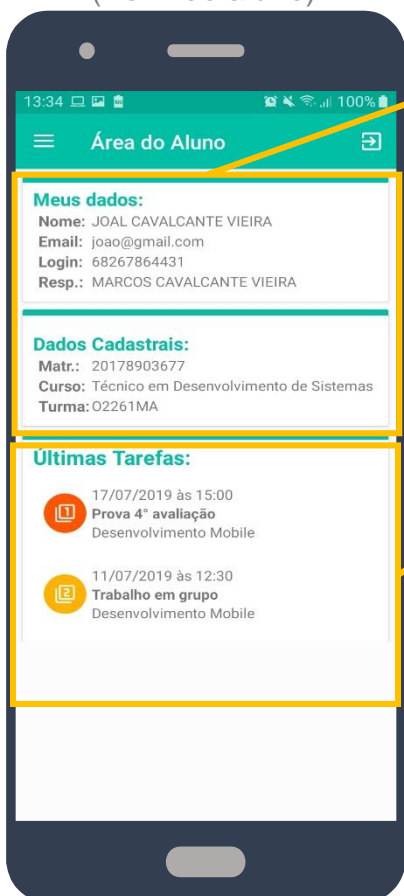 13:34 100%
Área do Aluno
Meus dados:
Nome: JOAL CAVALCANTE VIEIRA
Email: joao@gmail.com
Login: 68267864431
Resp.: MARCOS CAVALCANTE VIEIRA
Dados Cadastrais:
Matr.: 20178903677
Curso: Técnico em Desenvolvimento de Sistemas
Turma: O2261MA
Últimas Tarefas:
17/07/2019 às 15:00
1 Prova 4° avaliação
Desenvolvimento Mobile
11/07/2019 às 12:30
2 Trabalho em grupo
Desenvolvimento Mobile